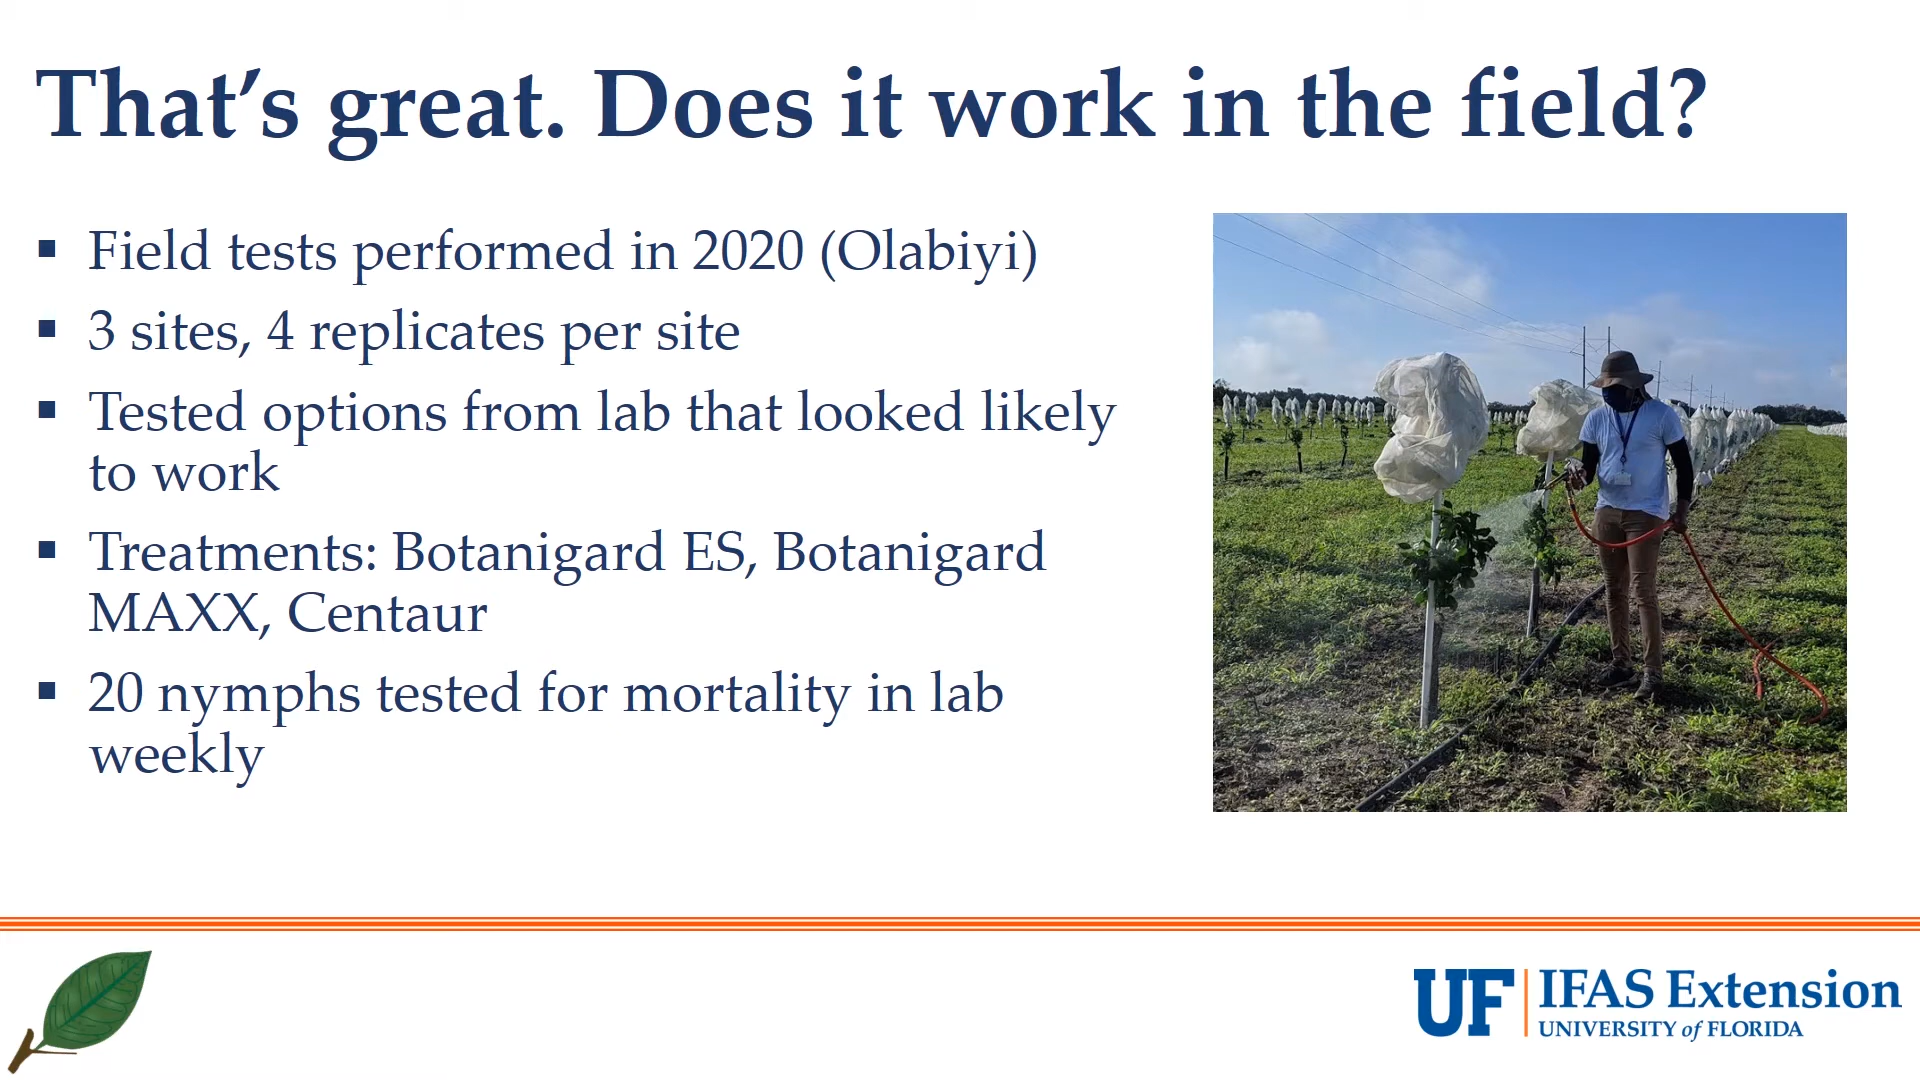 That’s great. Does it work in the field?
▪ Field tests performed in 2020 (Olabiyi)
▪ 3 sites, 4 replicates per site
▪ Tested options from lab that looked likely
to work
▪ Treatments: Botanigard ES, Botanigard
MAXX, Centaur
▪ 20 nymphs tested for mortality in lab
weekly
UF | IFAS Extension
UNIVERSITY of FLORIDA